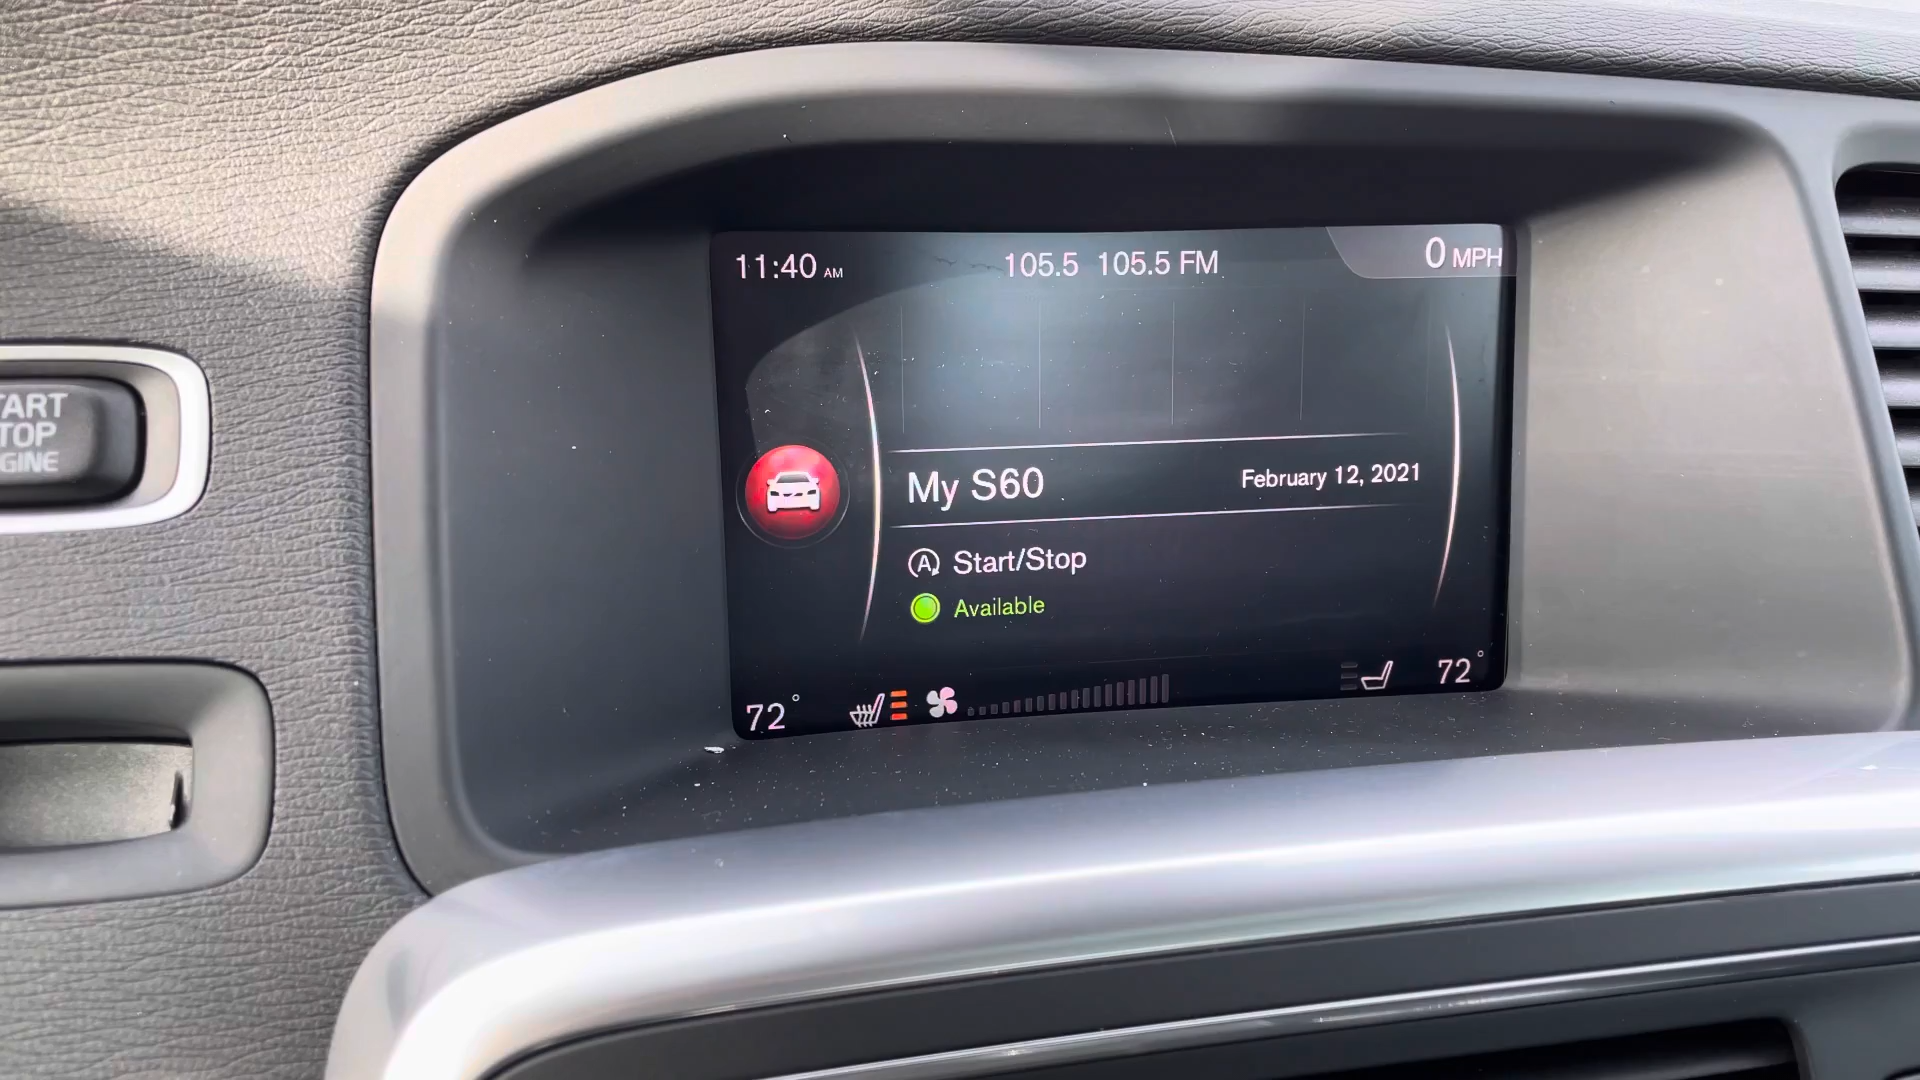 11:40 AM
105.5 105.5 FM
0 MPH
TART
TOP
GINE
My S60
February 12, 2021
A Start/Stop
Available
72°
72°